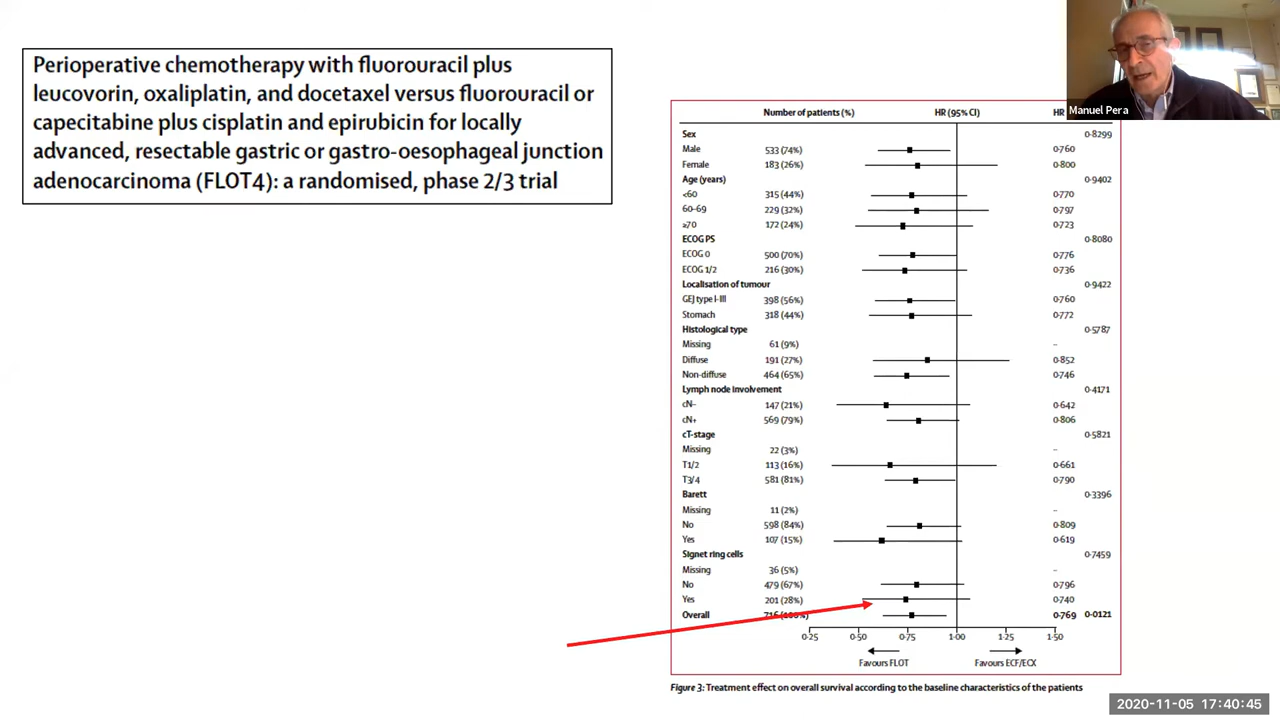 Perioperative chemotherapy with fluorouracil plus
leucovorin, oxaliplatin, and docetaxel versus fluorouracil or
capecitabine plus cisplatin and epirubicin for locally
advanced, resectable gastric or gastro-oesophageal junction
adenocarcinoma (FLOT4): a randomised, phase 2/3 trial
Manuel Pera
Number of patients (%) HR (95% CI) HR
Sex 0·8299
Male 533 (74%) 0·760
Female 183 (26%) 0·800
Age (years) 0·9402
<60 315 (44%) 0·770
60–69 229 (32%) 0·797
≥70 172 (24%) 0·723
ECOG PS 0·8080
ECOG 0 500 (70%) 0·776
ECOG 1/2 216 (30%) 0·736
Localisation of tumour 0·9422
GEJ type I–III 398 (56%) 0·760
Stomach 318 (44%) 0·772
Histological type 0·5787
Missing 61 (9%) ..
Diffuse 191 (27%) 0·852
Non-diffuse 464 (65%) 0·746
Lymph node involvement 0·4171
cN– 147 (21%) 0·642
cN+ 569 (79%) 0·806
cT-stage 0·5821
Missing 22 (3%) ..
T1/2 113 (16%) 0·661
T3/4 581 (81%) 0·790
Barett 0·3396
Missing 11 (2%) ..
No 598 (84%) 0·809
Yes 107 (15%) 0·619
Signet ring cells 0·7459
Missing 36 (5%) ..
No 479 (67%) 0·796
Yes 201 (28%) 0·740
Overall 716 (100%) 0·769 0·0121
0·25 0·50 0·75 1·00 1·25 1·50
Favours FLOT Favours ECF/ECX
Figure 3: Treatment effect on overall survival according to the baseline characteristics of the patients
2020-11-05 17:40:45